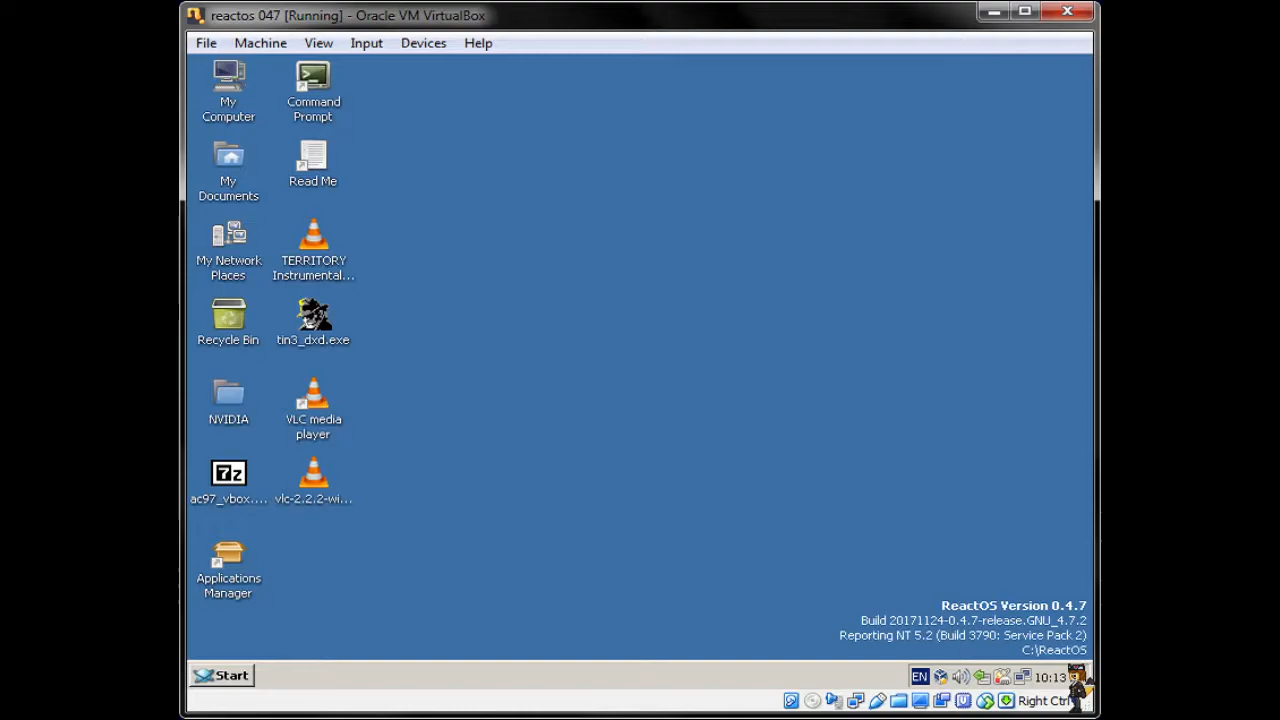 reactos 047 [Running] - Oracle VM VirtualBox
File Machine View Input Devices Help
My Computer
Command Prompt
My Documents
Read Me
My Network Places
TERRITORY Instrumental...
Recycle Bin
tin3_dxd.exe
NVIDIA
VLC media player
7z
ac97_vbox....
vlc-2.2.2-wi...
Applications Manager
ReactOS Version 0.4.7
Build 20171124-0.4.7-release.GNU_4.7.2
Reporting NT 5.2 (Build 3790: Service Pack 2)
C:\ReactOS
Start
EN
10:13
Right Ctrl